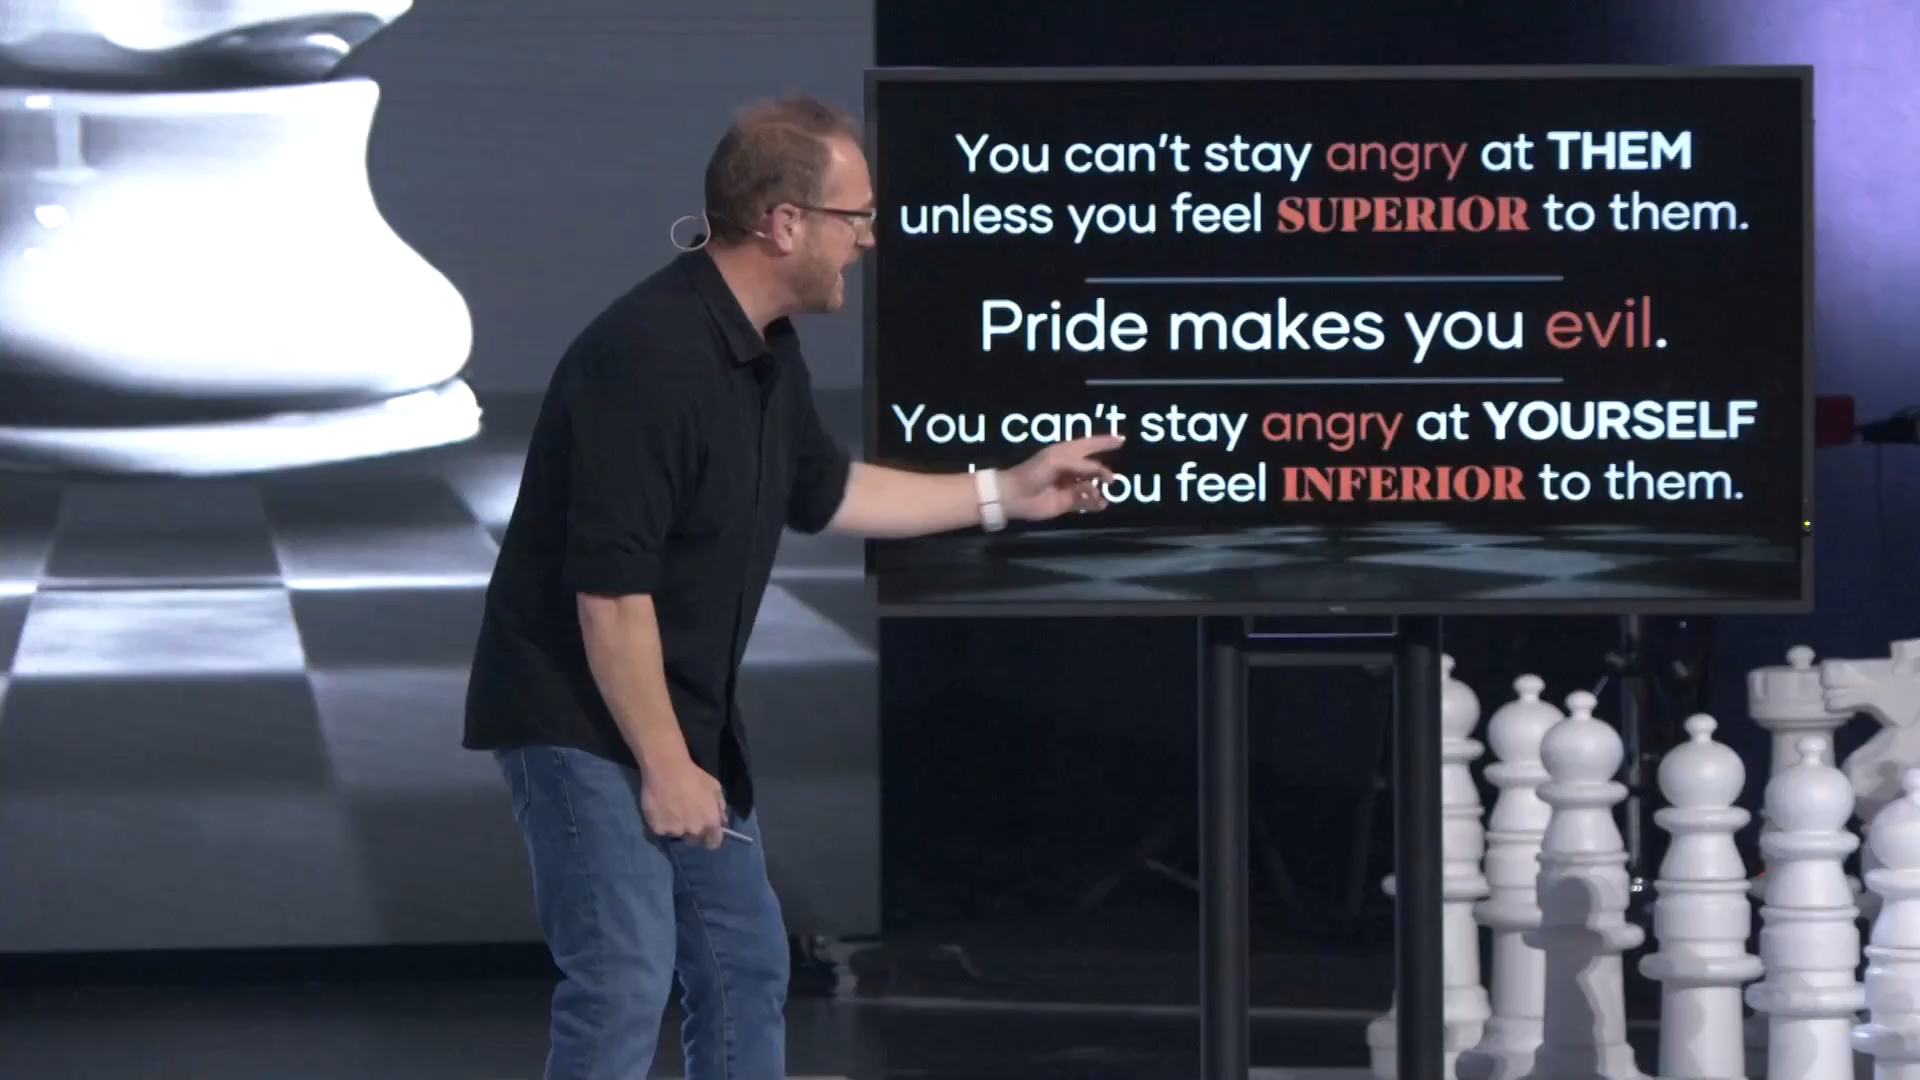 You can't stay angry at THEM
unless you feel SUPERIOR to them.
Pride makes you evil.
You can't stay angry at YOURSELF
you feel INFERIOR to them.